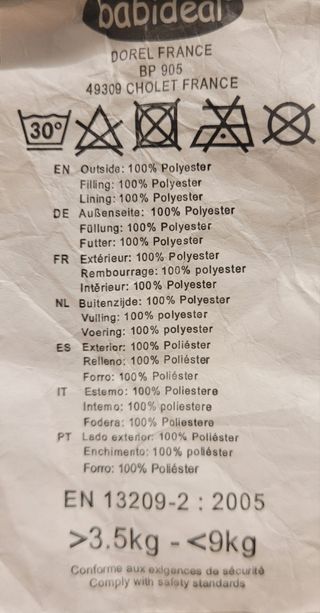 babideal
DOREL FRANCE
BP 905
49309 CHOLET FRANCE
30°
EN Outside: 100% Polyester
Filling: 100% Polyester
Lining: 100% Polyester
DE Außenseite: 100% Polyester
Füllung: 100% Polyester
Futter: 100% Polyester
FR Extérieur: 100% Polyester
Rembourrage: 100% polyester
Intérieur: 100% Polyester
NL Buitenzijde: 100% polyester
Vulling: 100% polyester
Voering: 100% polyester
ES Exterior: 100% Poliéster
Relleno: 100% Poliéster
Forro: 100% Poliéster
IT Esterno: 100% Poliestere
Interno: 100% poliestere
Fodera: 100% Poliestere
PT Lado exterior: 100% Poliéster
Enchimento: 100% Poliéster
Forro: 100% Poliéster
EN 13209-2 : 2005
>3.5kg - <9kg
Conforme aux exigences de sécurité
Comply with safety standards